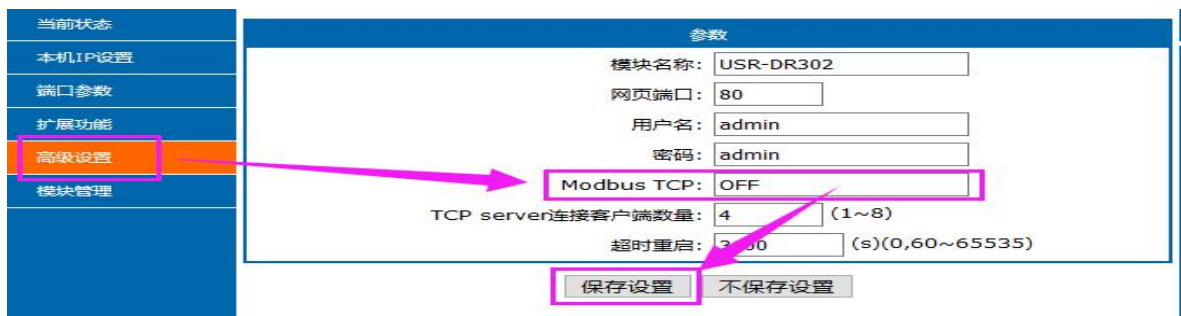 当前状态
本机IP设置
端口参数
扩展功能
高级设置
模块管理
参数
模块名称: USR-DR302
网页端口: 80
用户名: admin
密码: admin
Modbus TCP: OFF
TCP server连接客户端数量: 4 (1~8)
超时重启: (s)(0,60~65535)
保存设置 不保存设置